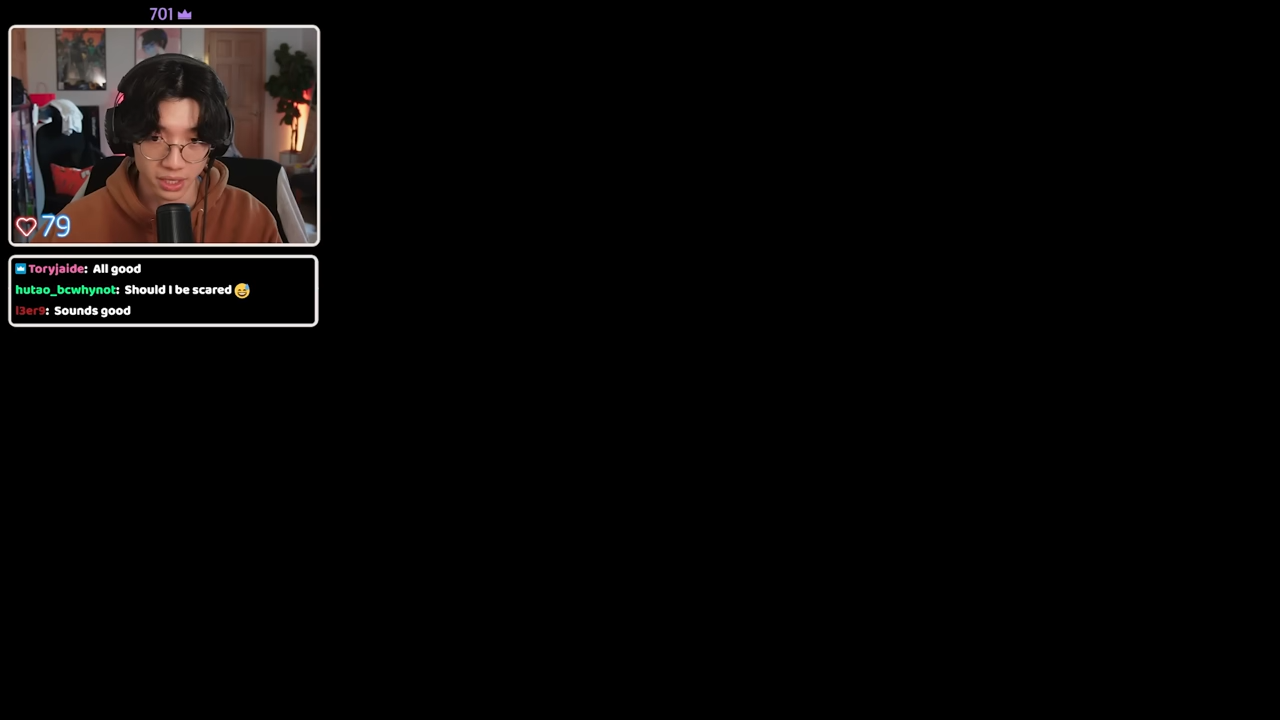 701
79
Toryjaide: All good
hutao_bcwhynot: Should I be scared 😅
l3er9: Sounds good